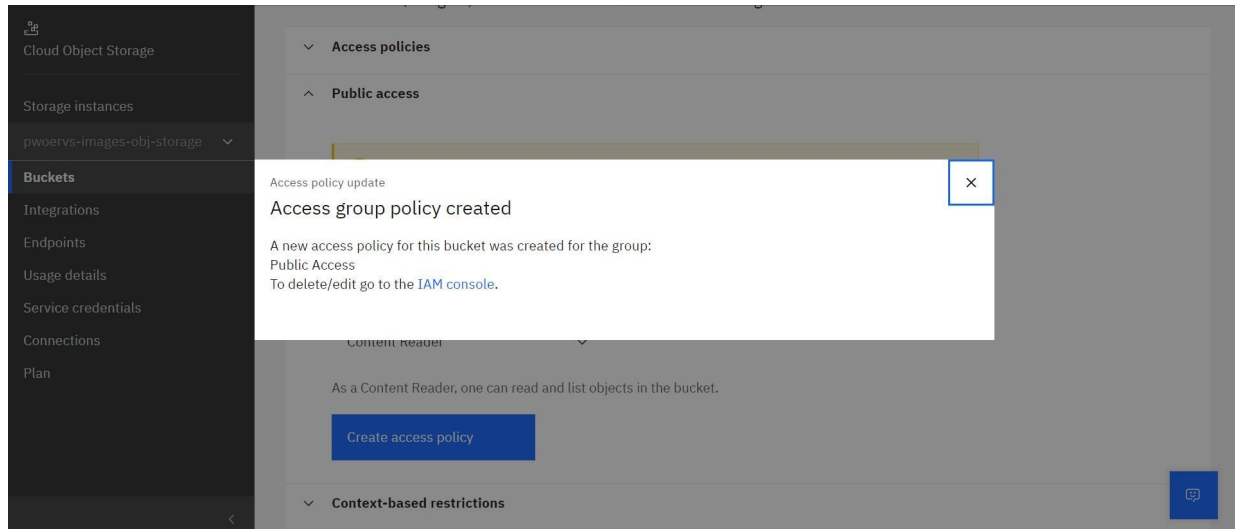 Cloud Object Storage
Storage instances
pwoervs-images-obj-storage
Buckets
Integrations
Endpoints
Usage details
Service credentials
Connections
Plan
Access policies
Public access
Access policy update
Access group policy created
A new access policy for this bucket was created for the group:
Public Access
To delete/edit go to the IAM console.
Content Reader
As a Content Reader, one can read and list objects in the bucket.
Create access policy
Context-based restrictions